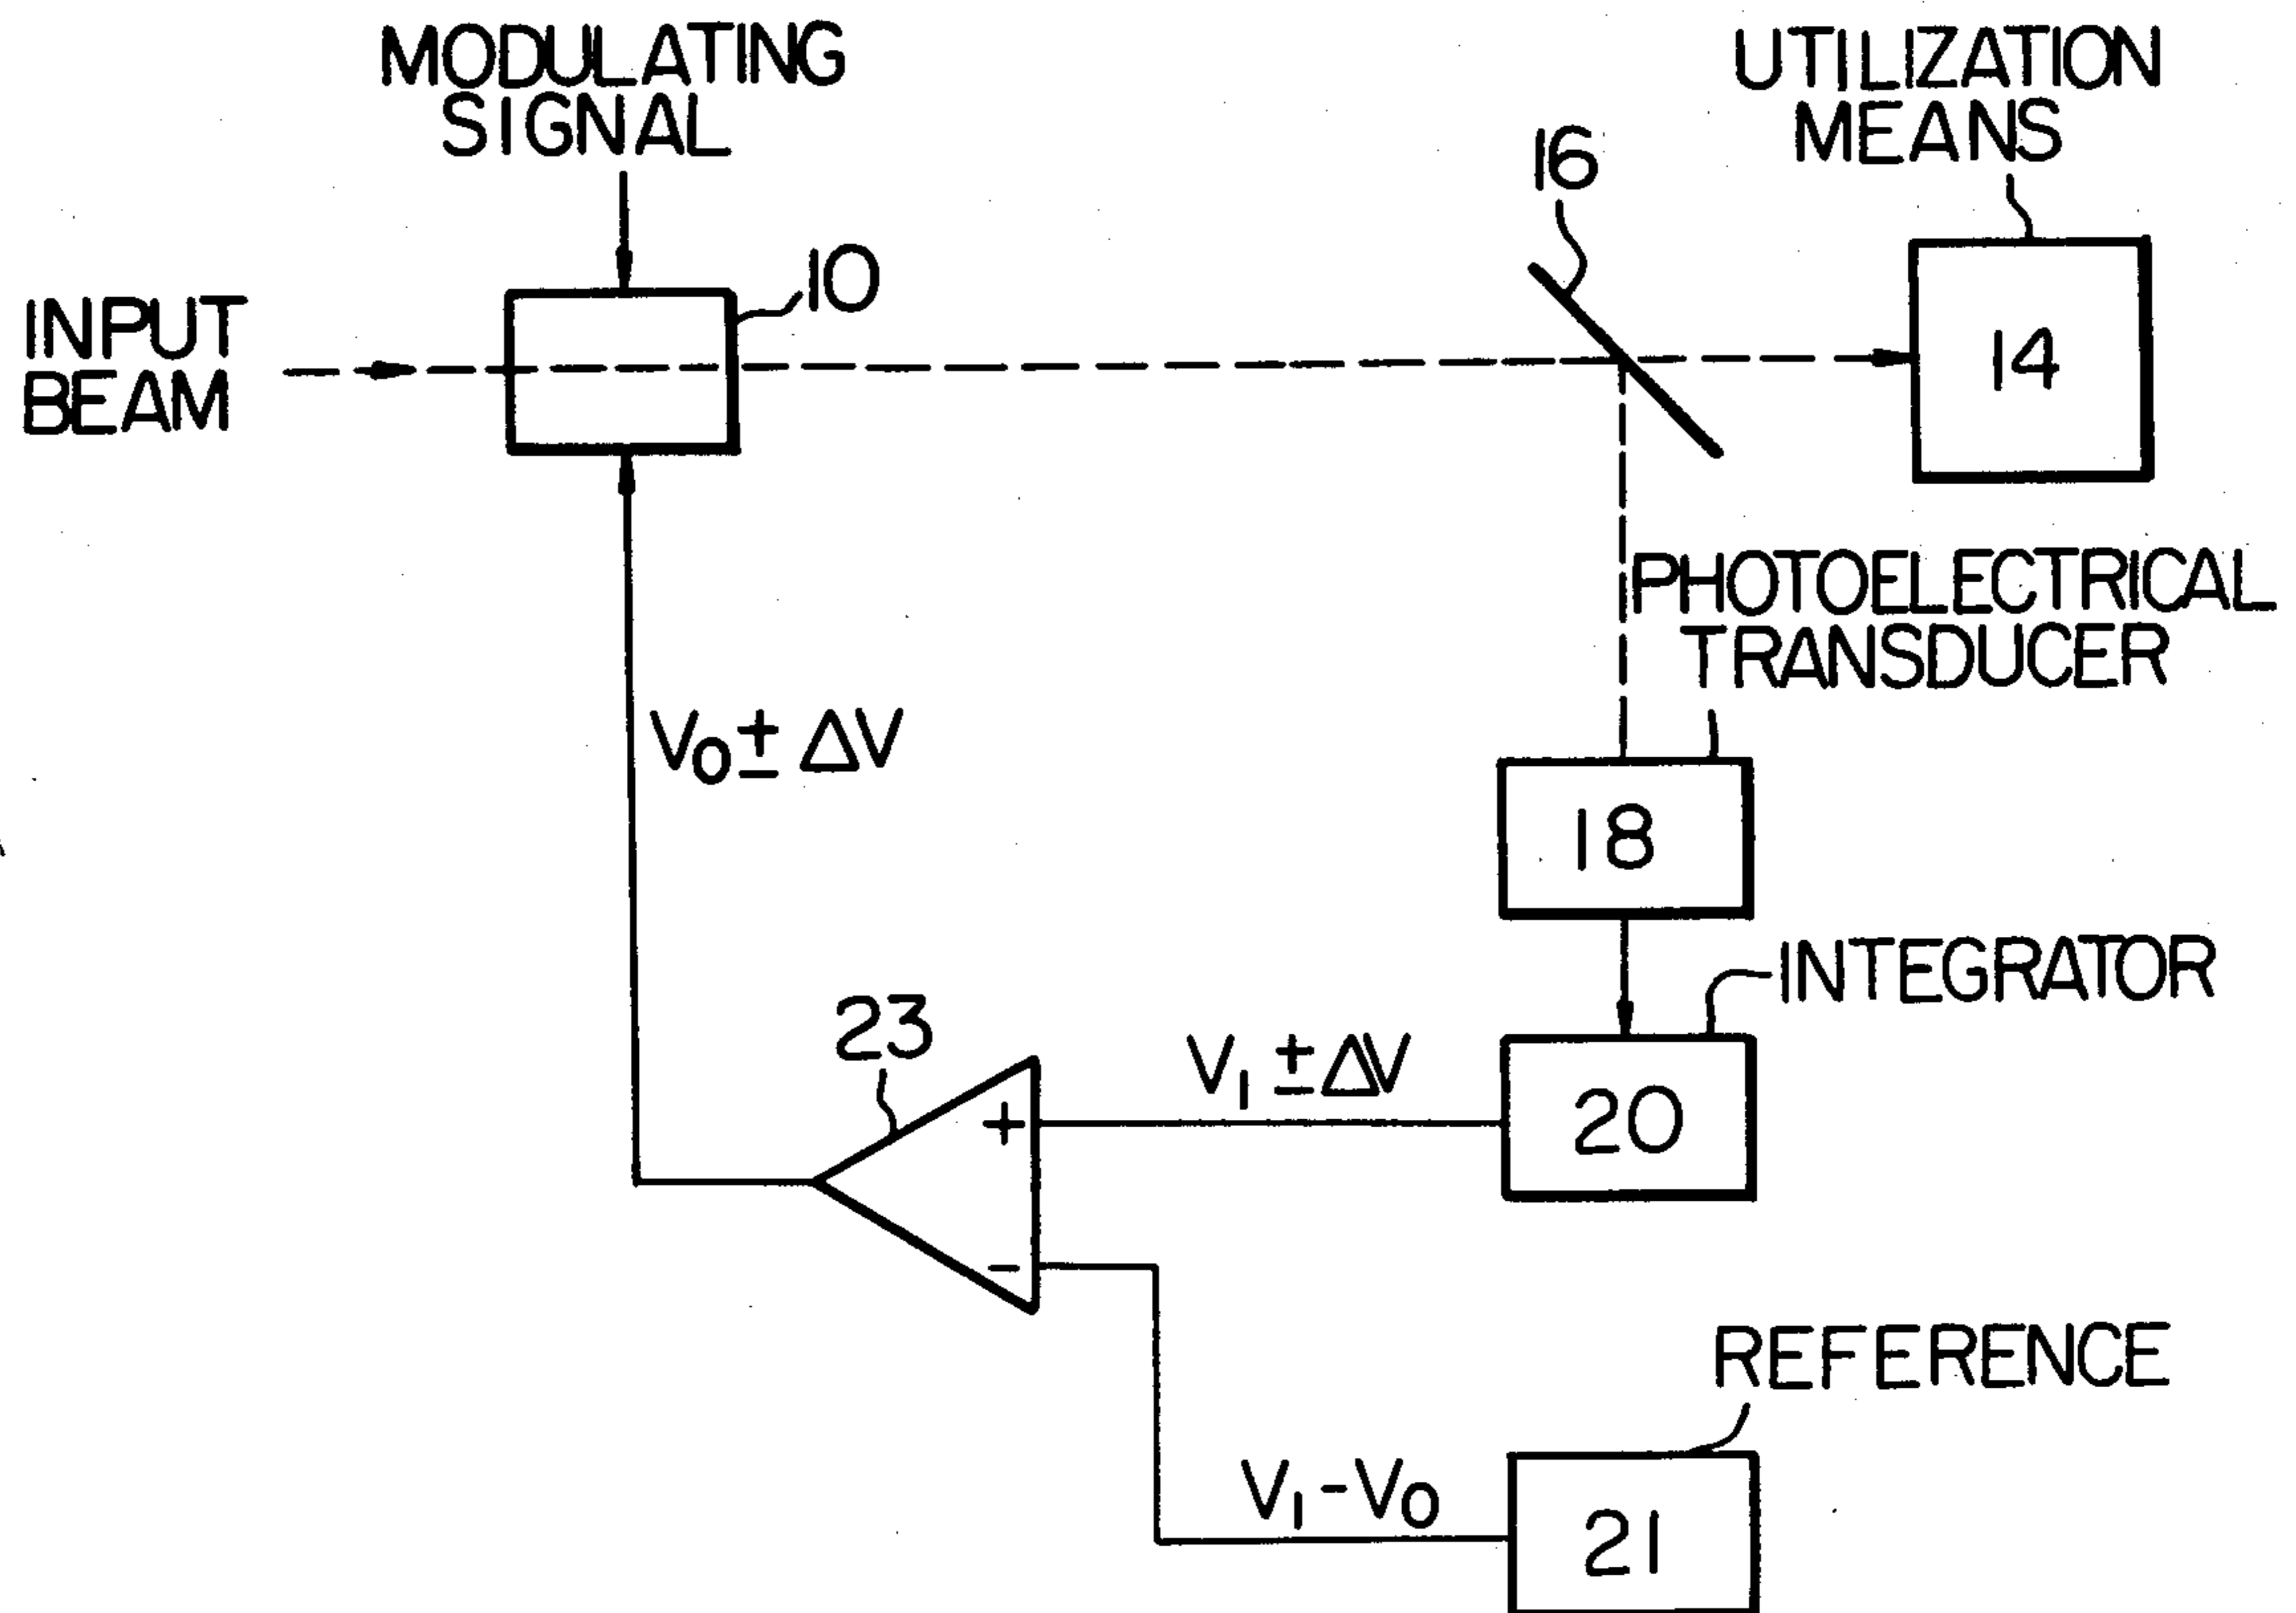 MODULATING
SIGNAL
UTILIZATION
MEANS
16
10
INPUT
BEAM
14
PHOTOELECTRICAL
TRANSDUCER
V₀ ± ΔV
18
INTEGRATOR
23
V₁ ± ΔV
+
20
-
REFERENCE
V₁ - V₀
21